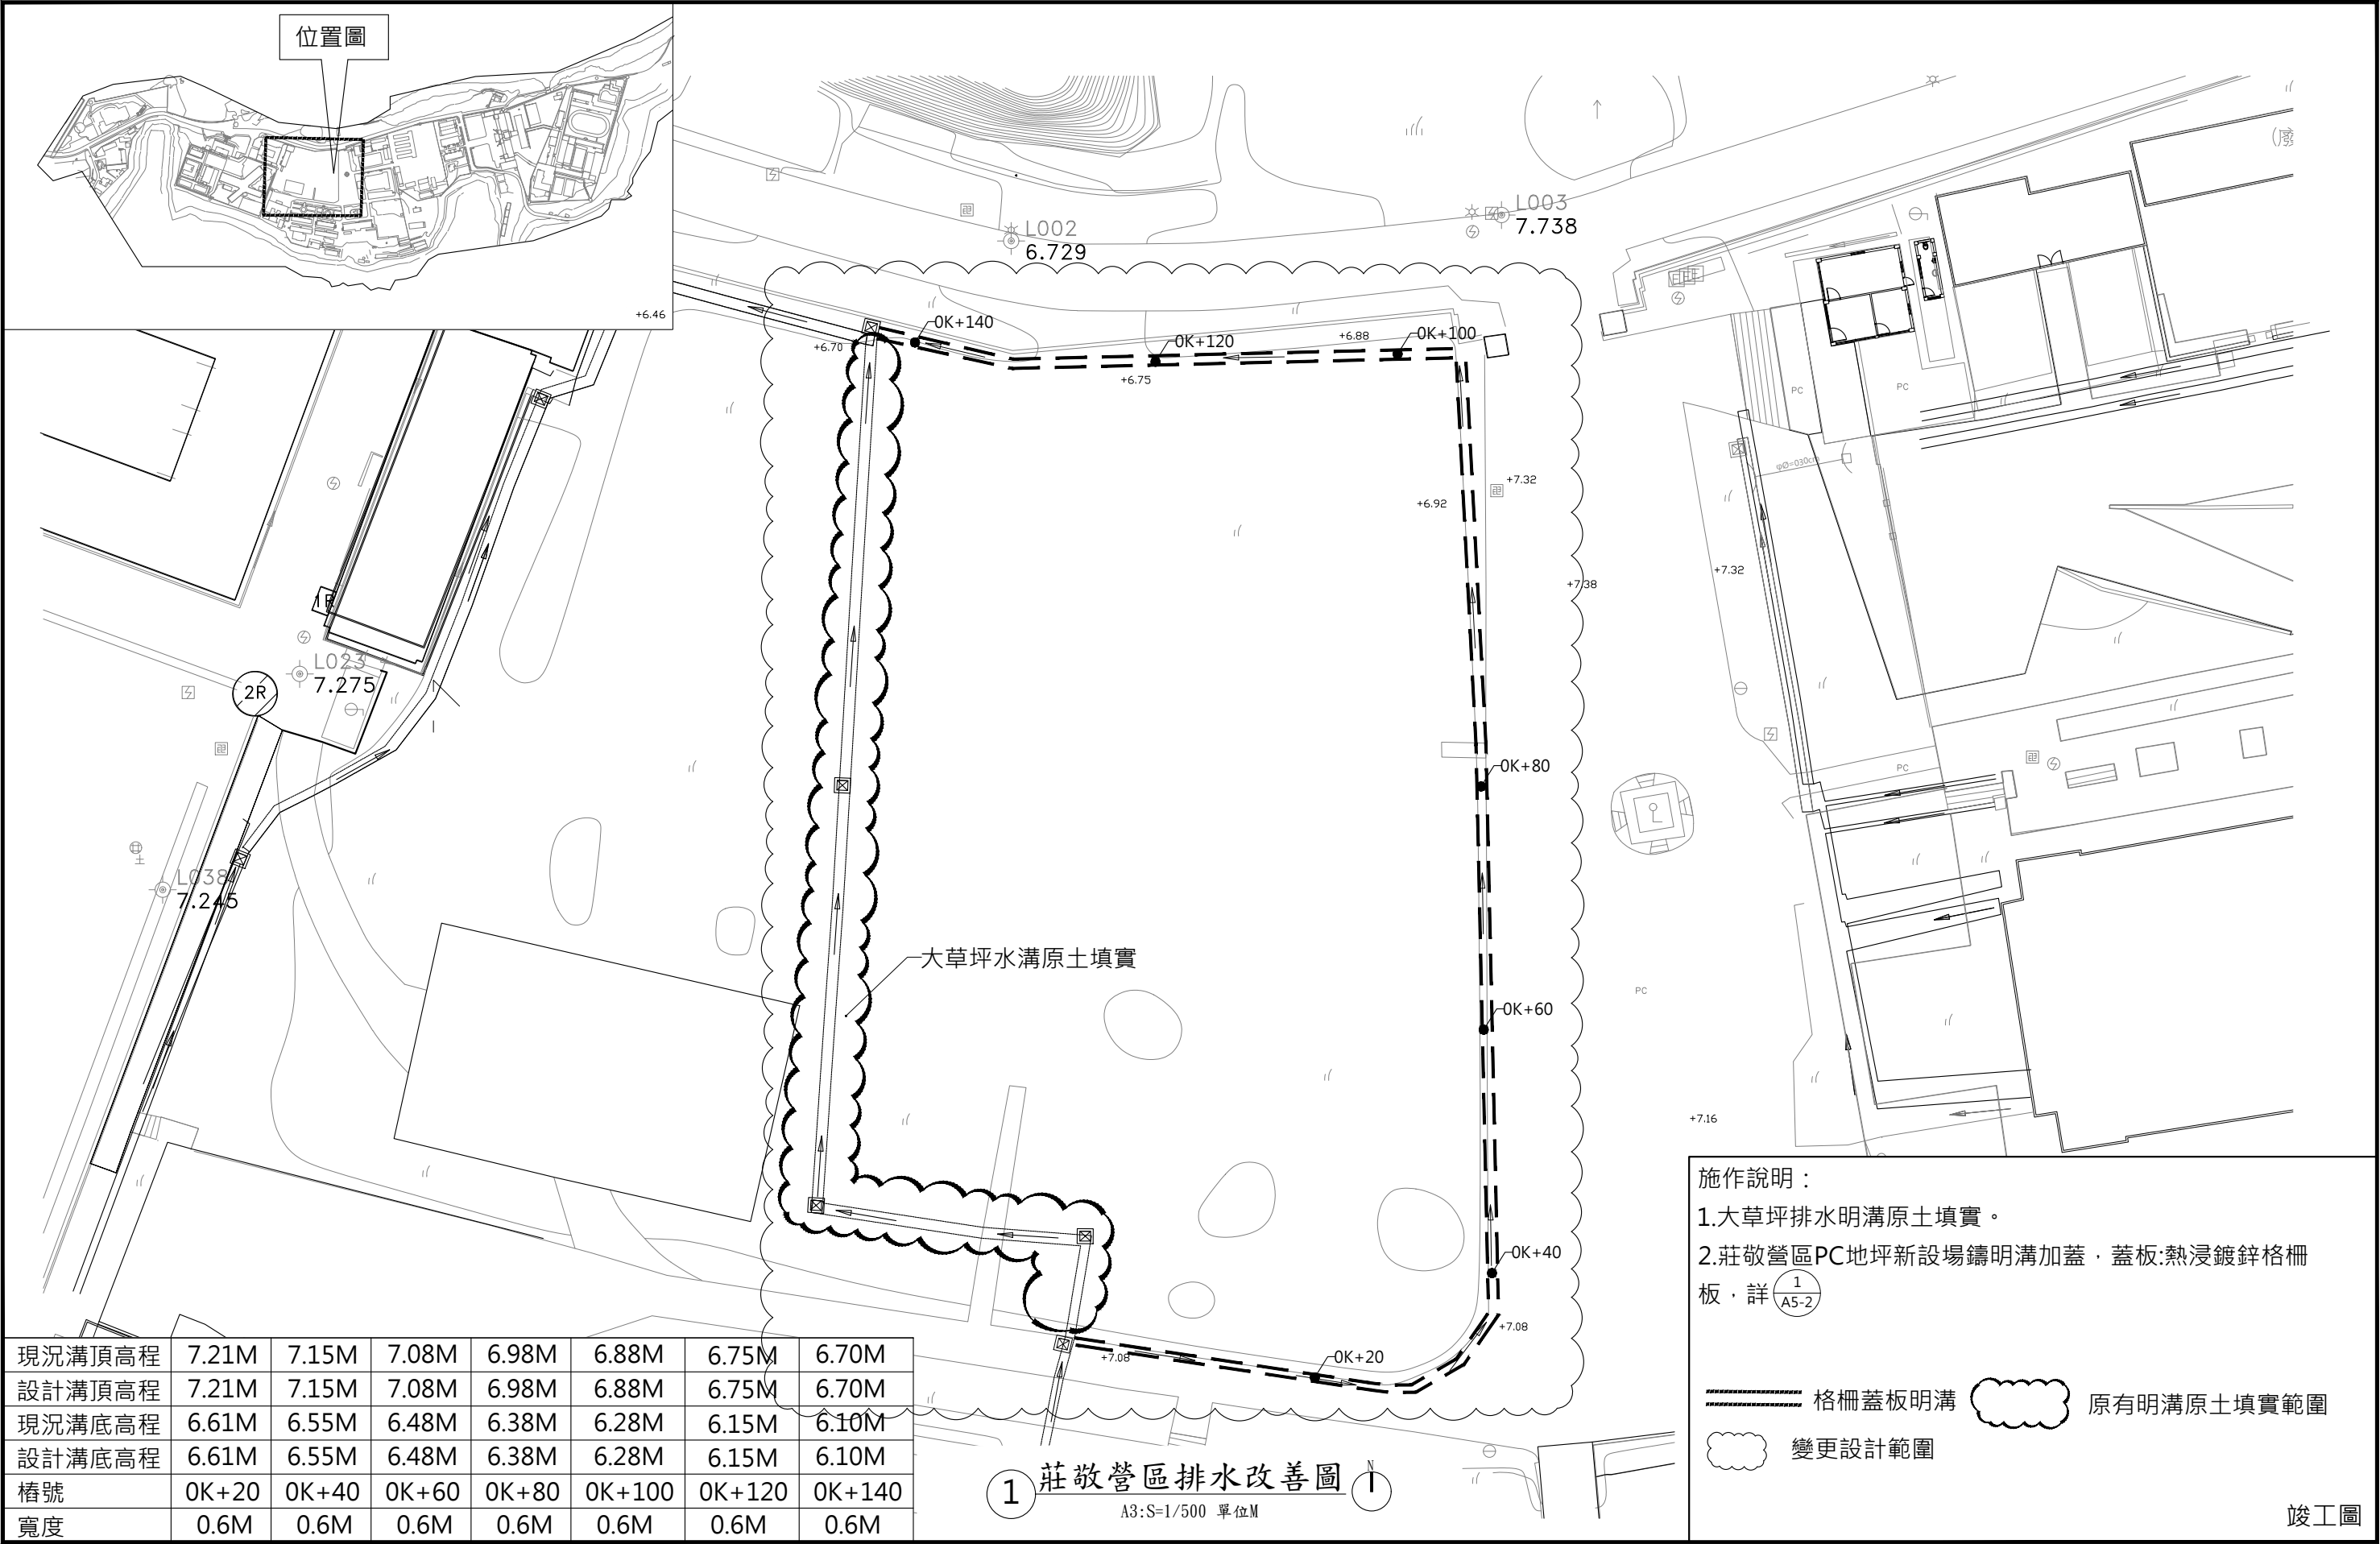 位置圖
+6.46
L002
6.729
L003
7.738
0K+140
0K+120
0K+100
+6.70
+6.75
+6.88
+6.92
+7.32
+7.38
+7.32
PC
PC
1R
L023
7.275
2R
0K+80
PC
L038
7.245
大草坪水溝原土填實
PC
0K+60
+7.16
0K+40
+7.08
0K+20
+7.08
施作說明：
1.大草坪排水明溝原土填實。
2.莊敬營區PC地坪新設場鑄明溝加蓋，蓋板:熱浸鍍鋅格柵
板，詳 1 A5-2
格柵蓋板明溝 原有明溝原土填實範圍
變更設計範圍
竣工圖
現況溝頂高程 7.21M 7.15M 7.08M 6.98M 6.88M 6.75M 6.70M
設計溝頂高程 7.21M 7.15M 7.08M 6.98M 6.88M 6.75M 6.70M
現況溝底高程 6.61M 6.55M 6.48M 6.38M 6.28M 6.15M 6.10M
設計溝底高程 6.61M 6.55M 6.48M 6.38M 6.28M 6.15M 6.10M
樁號 0K+20 0K+40 0K+60 0K+80 0K+100 0K+120 0K+140
寬度 0.6M 0.6M 0.6M 0.6M 0.6M 0.6M 0.6M
1 莊敬營區排水改善圖 N
A3:S=1/500 單位M